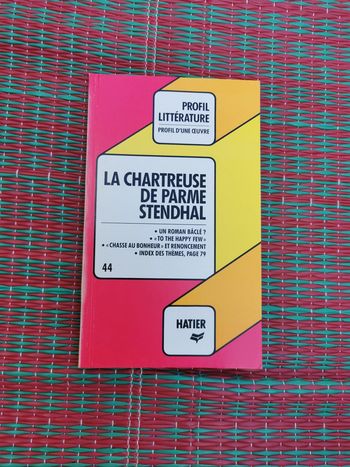 PROFIL
LITTÉRATURE
PROFIL D'UNE ŒUVRE
LA CHARTREUSE
DE PARME
STENDHAL
• UN ROMAN BÂCLÉ ?
• «TO THE HAPPY FEW»
• «CHASSE AU BONHEUR» ET RENONCEMENT
• INDEX DES THÈMES, PAGE 79
44
HATIER